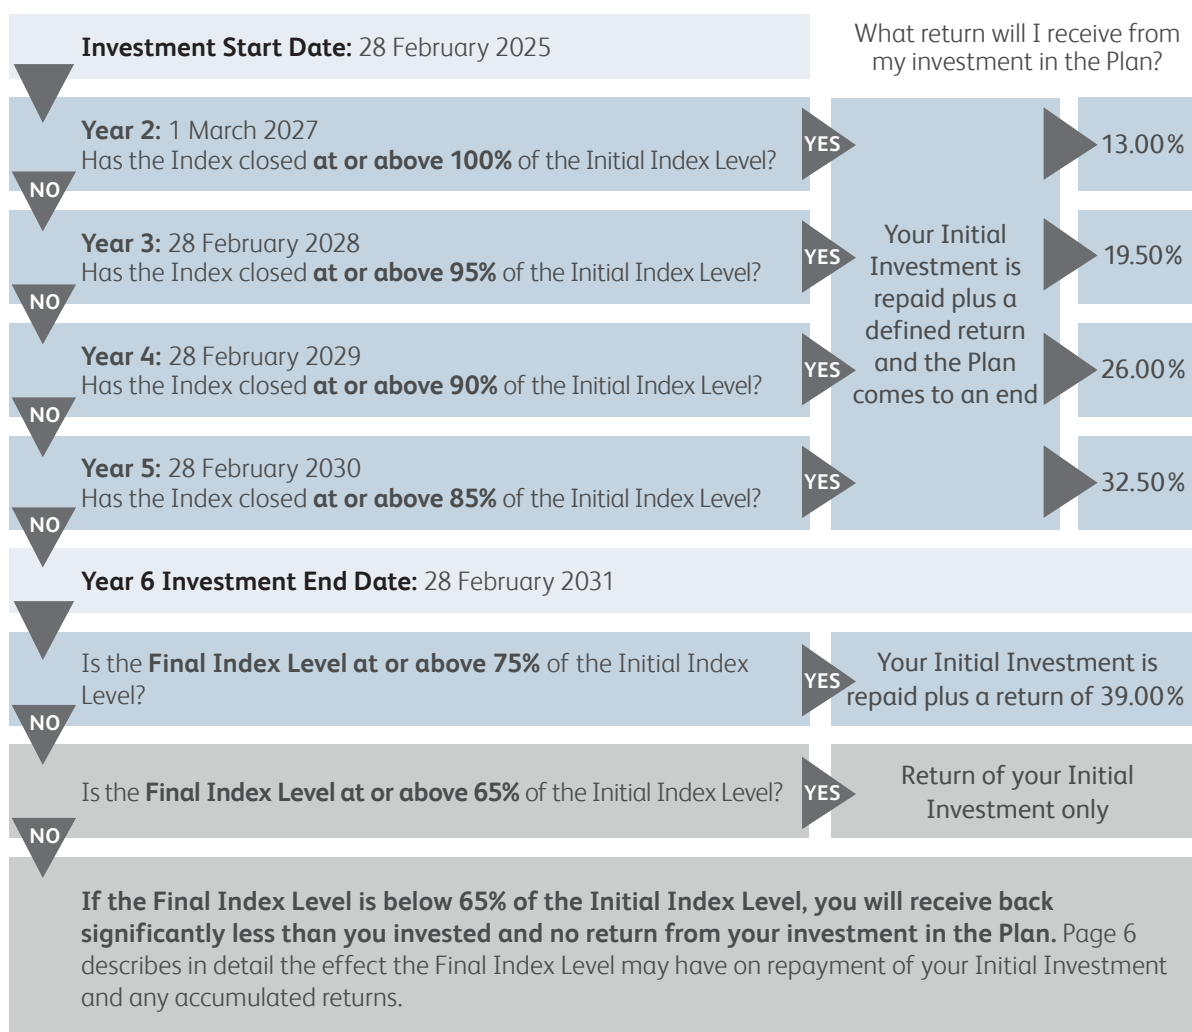 Investment Start Date: 28 February 2025
What return will I receive from
my investment in the Plan?
Year 2: 1 March 2027
Has the Index closed at or above 100% of the Initial Index Level?
YES
13.00%
NO
Year 3: 28 February 2028
Has the Index closed at or above 95% of the Initial Index Level?
YES
19.50%
NO
Year 4: 28 February 2029
Has the Index closed at or above 90% of the Initial Index Level?
YES
26.00%
NO
Year 5: 28 February 2030
Has the Index closed at or above 85% of the Initial Index Level?
YES
32.50%
NO
Your Initial
Investment is
repaid plus a
defined return
and the Plan
comes to an end
Year 6 Investment End Date: 28 February 2031
Is the Final Index Level at or above 75% of the Initial Index
Level?
YES
Your Initial Investment is
repaid plus a return of 39.00%
NO
Is the Final Index Level at or above 65% of the Initial Index Level?
YES
Return of your Initial
Investment only
NO
If the Final Index Level is below 65% of the Initial Index Level, you will receive back
significantly less than you invested and no return from your investment in the Plan. Page 6
describes in detail the effect the Final Index Level may have on repayment of your Initial Investment
and any accumulated returns.